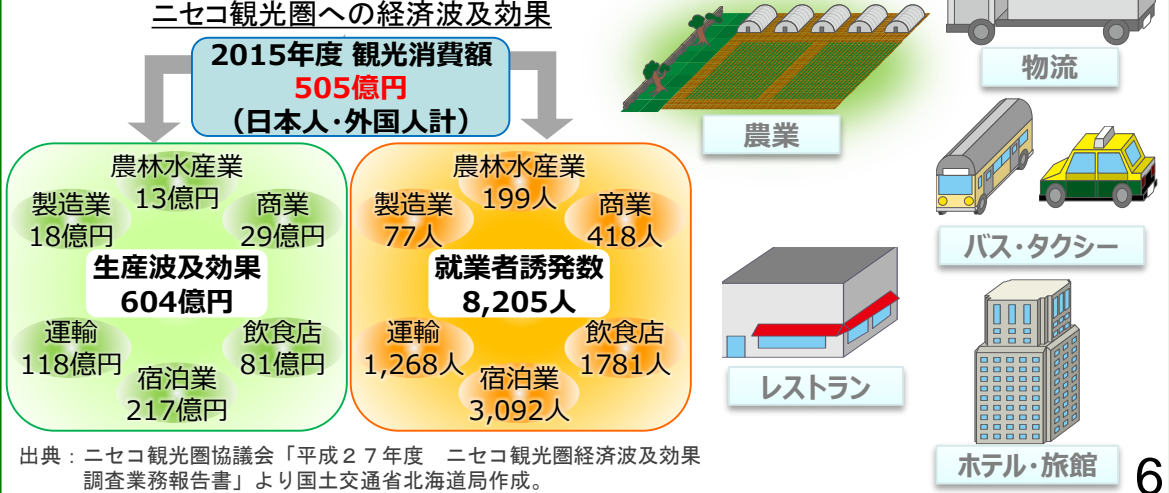 ニセコ観光圏への経済波及効果
2015年度 観光消費額
505億円
（日本人・外国人計）
農林水産業
13億円
製造業
18億円
商業
29億円
生産波及効果
604億円
運輸
118億円
飲食店
81億円
宿泊業
217億円
農林水産業
199人
製造業
77人
商業
418人
就業者誘発数
8,205人
運輸
1,268人
飲食店
1781人
宿泊業
3,092人
農業
物流
バス・タクシー
レストラン
ホテル・旅館
出典：ニセコ観光圏協議会「平成２７年度　ニセコ観光圏経済波及効果
調査業務報告書」より国土交通省北海道局作成。
6